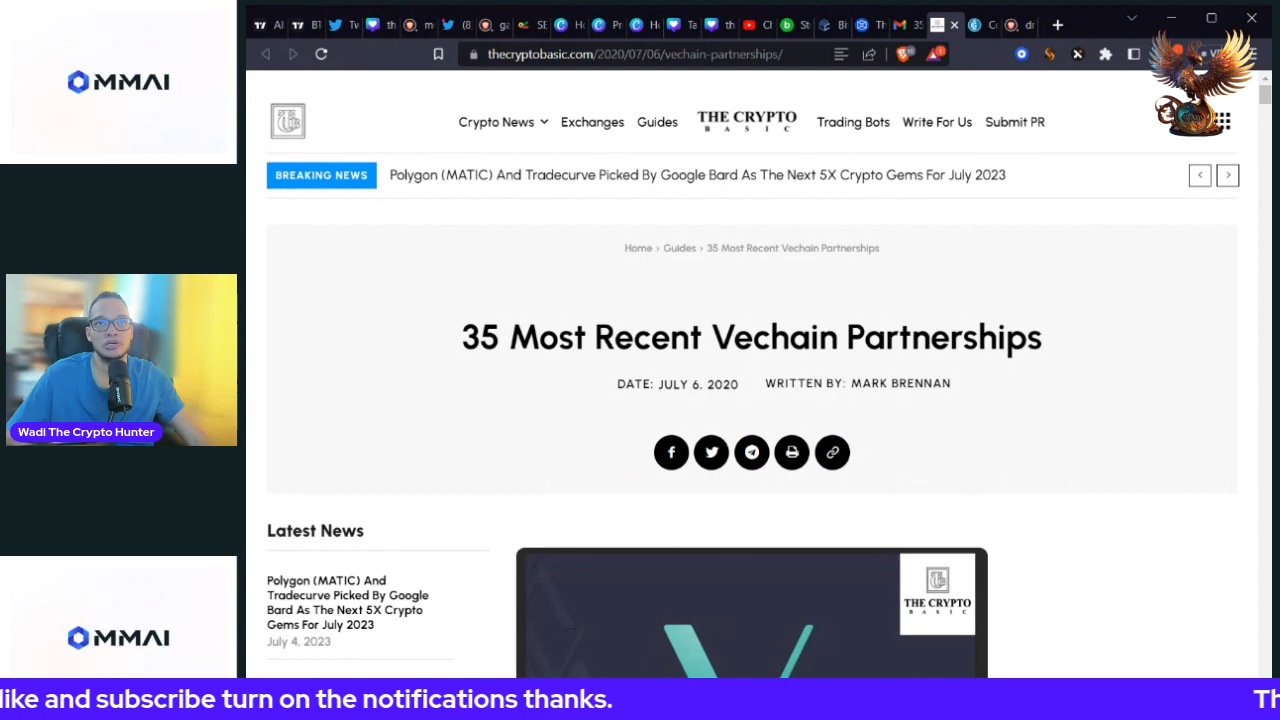 MMAI
thecryptobasic.com/2020/07/06/vechain-partnerships/
Crypto News
Exchanges
Guides
THE CRYPTO
BASIC
Trading Bots
Write For Us
Submit PR
BREAKING NEWS
Polygon (MATIC) And Tradecurve Picked By Google Bard As The Next 5X Crypto Gems For July 2023
Home › Guides › 35 Most Recent Vechain Partnerships
35 Most Recent Vechain Partnerships
DATE: JULY 6, 2020
WRITTEN BY: MARK BRENNAN
Wadi The Crypto Hunter
Latest News
Polygon (MATIC) And
Tradecurve Picked By Google
Bard As The Next 5X Crypto
Gems For July 2023
July 4, 2023
THE CRYPTO
BASIC
MMAI
like and subscribe turn on the notifications thanks.
Th